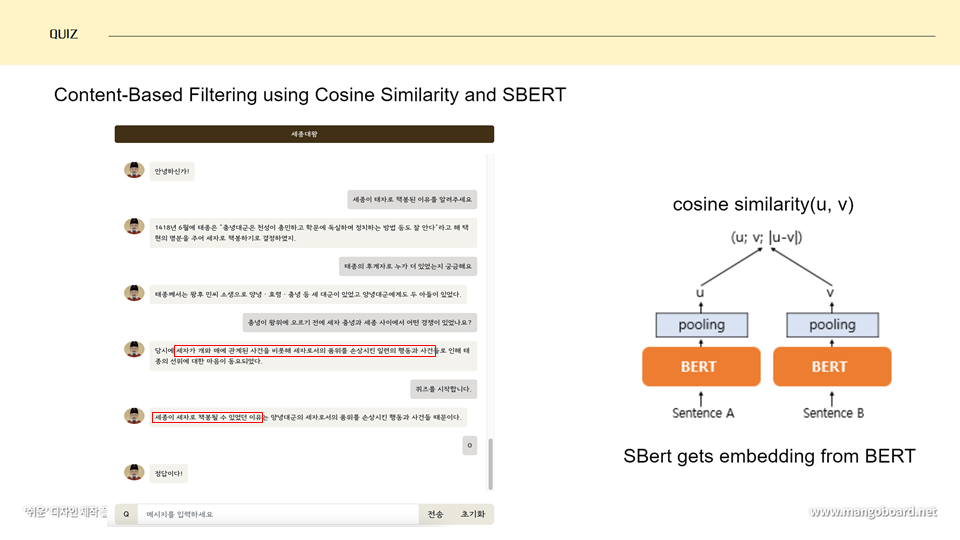 QUIZ
Content-Based Filtering using Cosine Similarity and SBERT
세종대왕
안녕하신가!
세종이 태자로 책봉된 이유를 알려주세요
1418년 6월에 태종은 "충녕대군은 천성이 총민하고 학문에 독실하며 정치하는 방법 등도 잘 안다"라고 해 택
현의 명분을 주어 세자로 책봉하기로 결정하였지.
태종의 후계자로 누가 더 있었는지 궁금해요
태종께서는 왕후 민씨 소생으로 양녕 · 효령 · 충녕 등 세 대군이 있었고 양녕대군에게도 두 아들이 있었다.
충녕이 왕위에 오르기 전에 세자 충녕과 세종 사이에서 어떤 경쟁이 있었나요?
당시에 세자가 개와 매에 관계된 사건을 비롯해 세자로서의 품위를 손상시킨 일련의 행동과 사건들로 인해 태
종의 선위에 대한 마음이 동요되었다.
퀴즈를 시작합니다.
세종이 세자로 책봉될 수 있었던 이유는 양녕대군의 세자로서의 품위를 손상시킨 행동과 사건들 때문이다.
O
정답이다!
Q 메시지를 입력하세요 전송 초기화
cosine similarity(u, v)
(u; v; |u-v|)
u v
pooling pooling
BERT BERT
Sentence A Sentence B
SBert gets embedding from BERT
'쉬운' 디자인 제작 플
www.mangoboard.net